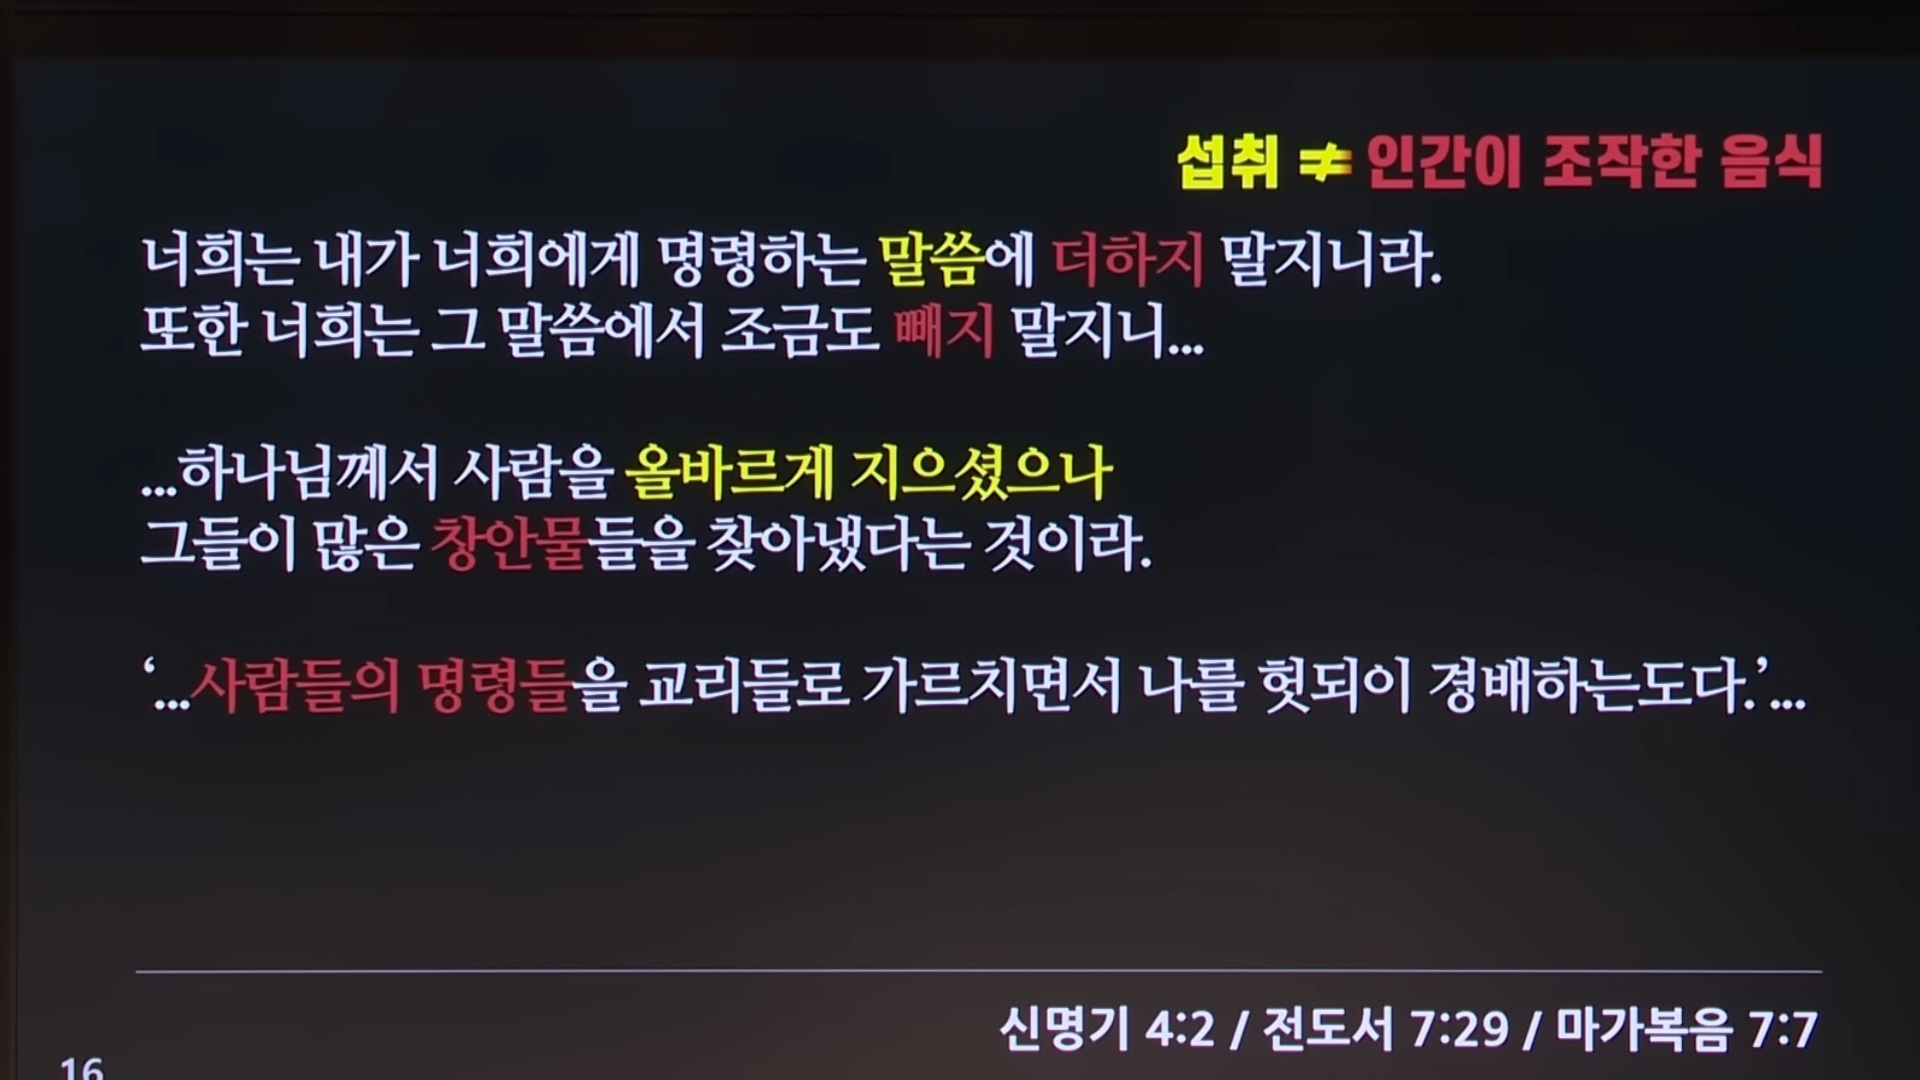 섭취 ≠ 인간이 조작한 음식
너희는 내가 너희에게 명령하는 말씀에 더하지 말지니라.
또한 너희는 그 말씀에서 조금도 빼지 말지니...
...하나님께서 사람을 올바르게 지으셨으나
그들이 많은 창안물들을 찾아냈다는 것이라.
‘...사람들의 명령들을 교리들로 가르치면서 나를 헛되이 경배하는도다.’...
신명기 4:2 / 전도서 7:29 / 마가복음 7:7
16